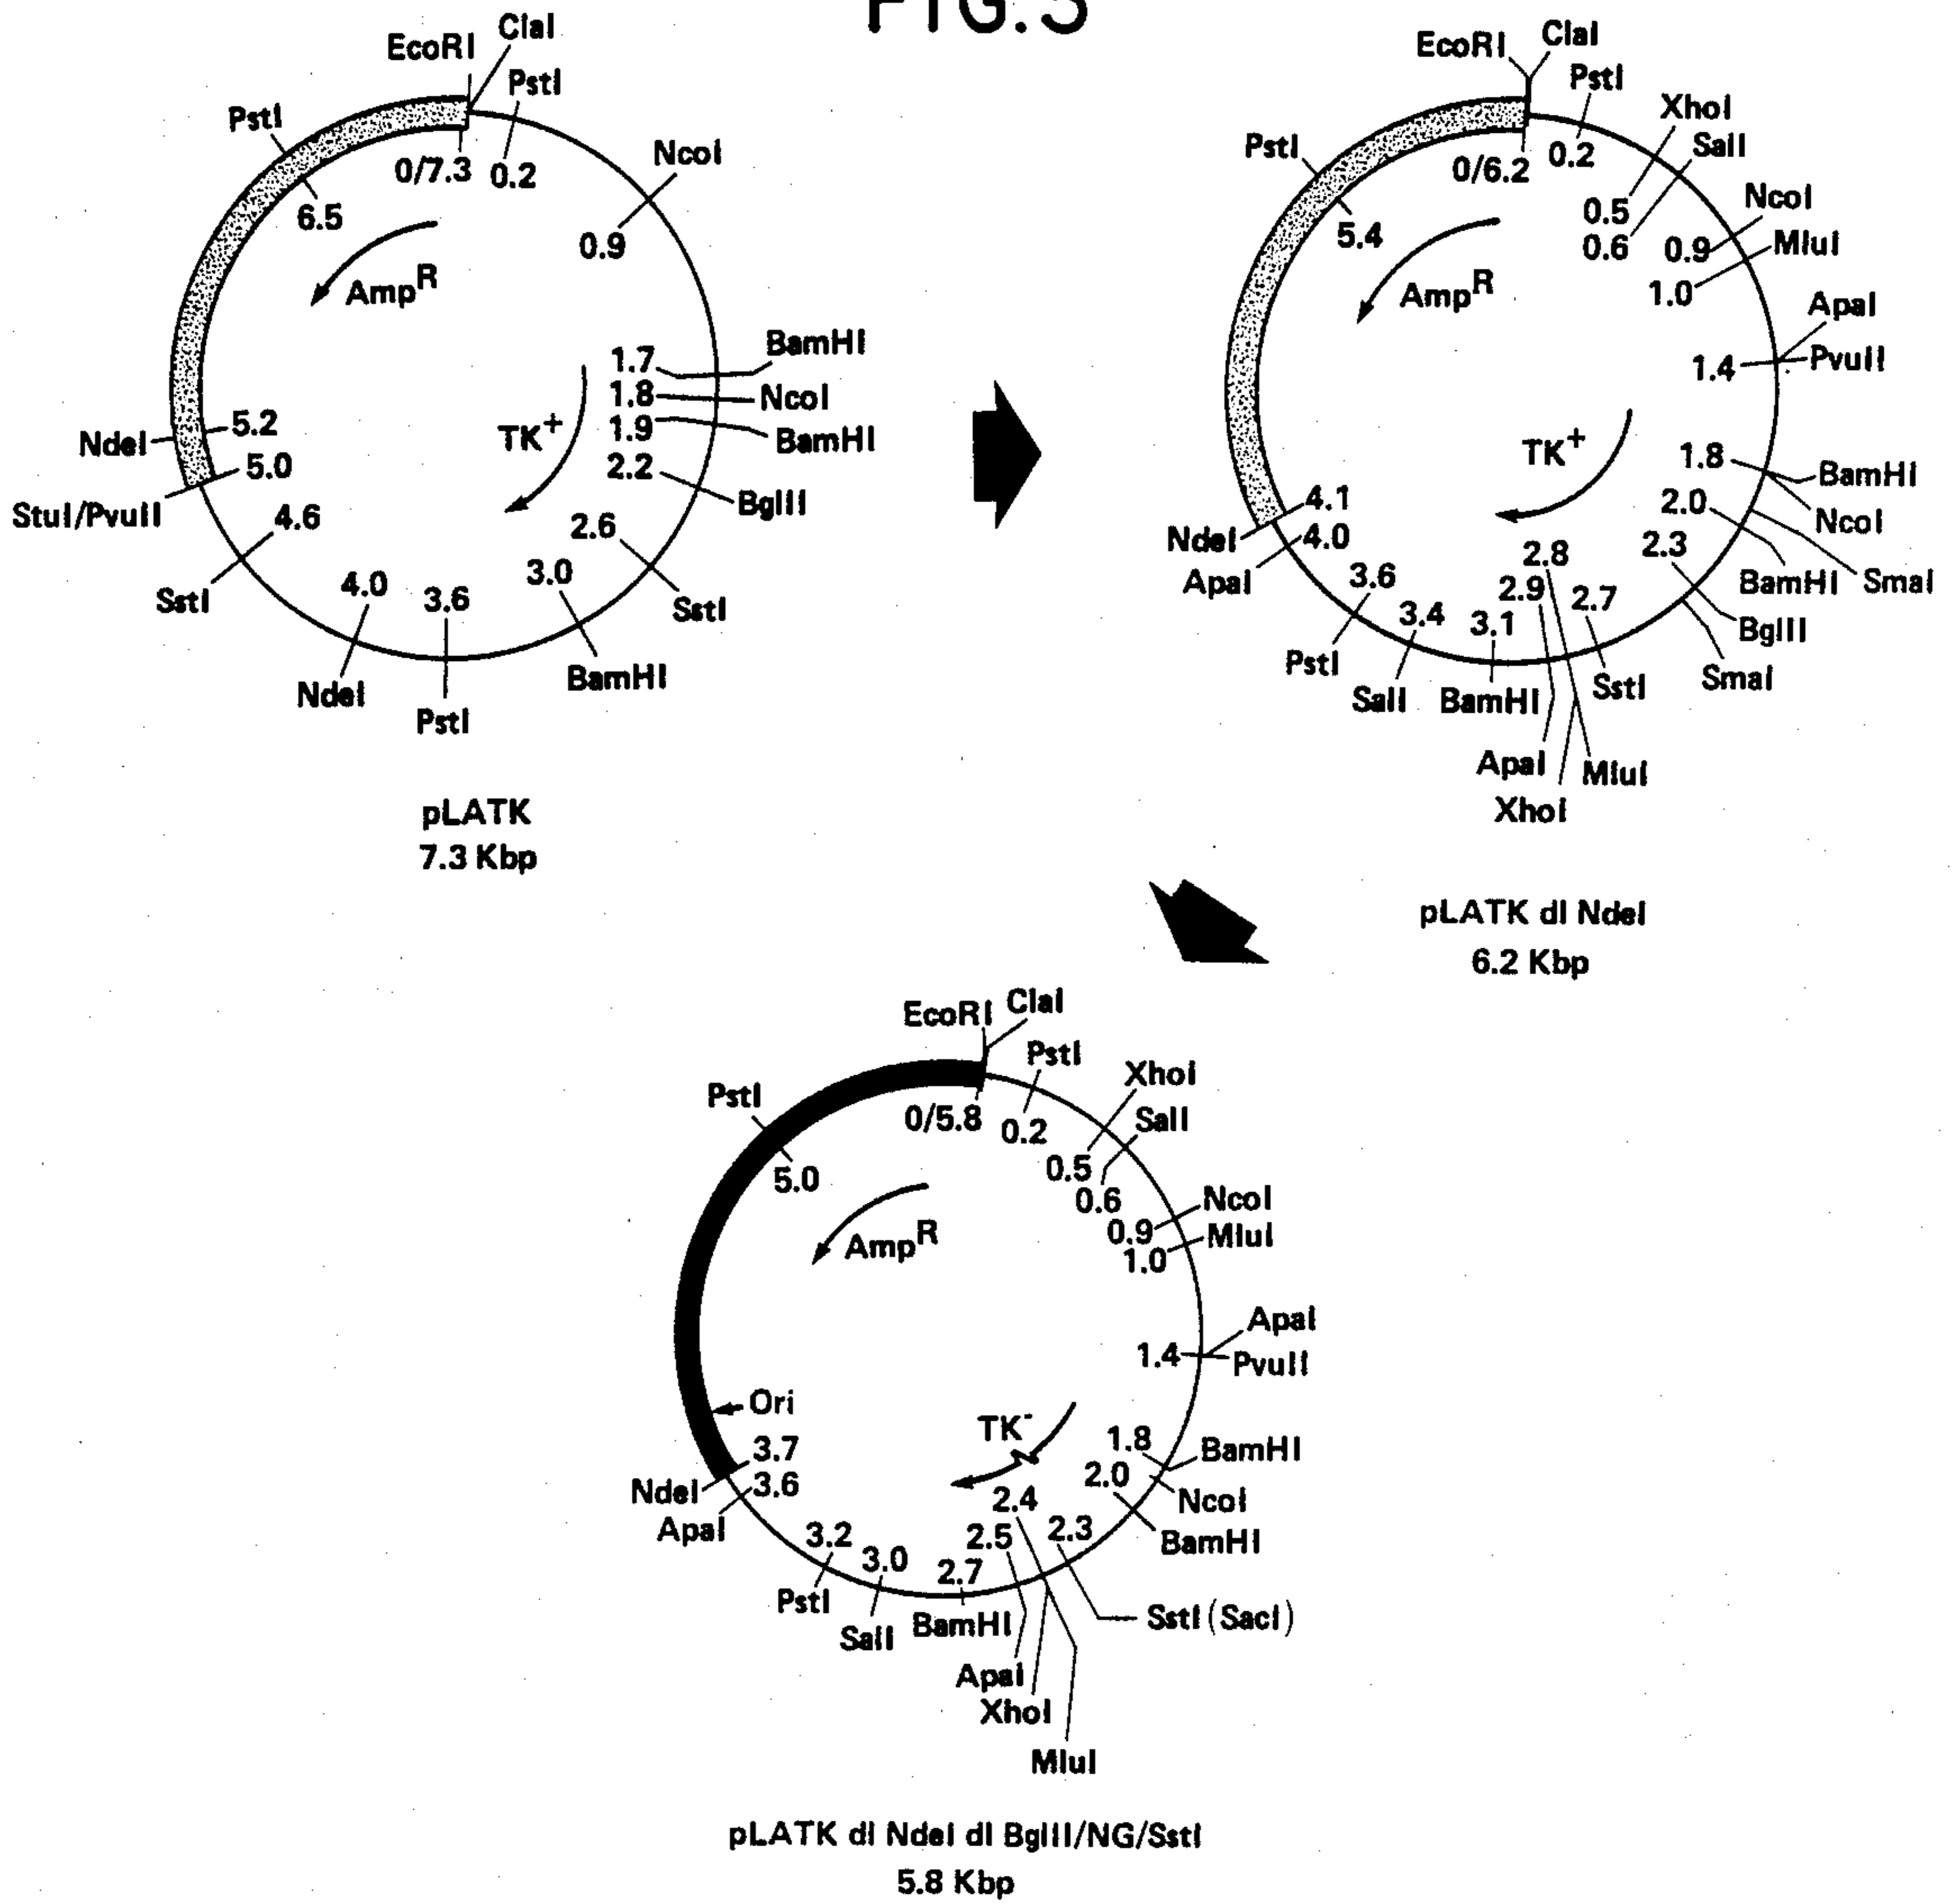 FIG. 5
EcoRI
ClaI
PstI
PstI
NcoI
0/7.3
0.2
6.5
0.9
Amp R
BamHI
1.7
1.8
NcoI
1.9
BamHI
TK+
2.2
BglII
NdeI
5.2
5.0
StuI/PvuII
4.6
2.6
SstI
4.0
3.6
3.0
SstI
NdeI
PstI
BamHI
pLATK
7.3 Kbp
EcoRI
ClaI
PstI
XhoI
SalI
PstI
0/6.2
0.2
0.5
0.6
NcoI
0.9
MluI
5.4
1.0
Amp R
ApaI
1.4
PvuII
TK+
1.8
BamHI
2.0
NcoI
4.1
NdeI
4.0
ApaI
2.8
2.3
BamHI
SmaI
3.6
2.9
2.7
3.4
3.1
BglII
PstI
SalI
BamHI
SstI
SmaI
ApaI
MluI
XhoI
pLATK dl NdeI
6.2 Kbp
EcoRI
ClaI
PstI
XhoI
PstI
SalI
0/5.8
0.2
0.5
5.0
0.6
NcoI
0.9
MluI
1.0
Amp R
ApaI
1.4
PvuII
Ori
TK-
1.8
BamHI
3.7
2.0
NdeI
3.6
NcoI
ApaI
2.4
BamHI
3.2
3.0
2.5
2.3
2.7
PstI
SalI
BamHI
SstI (SacI)
ApaI
XhoI
MluI
pLATK dl NdeI dl BglII/NG/SstI
5.8 Kbp